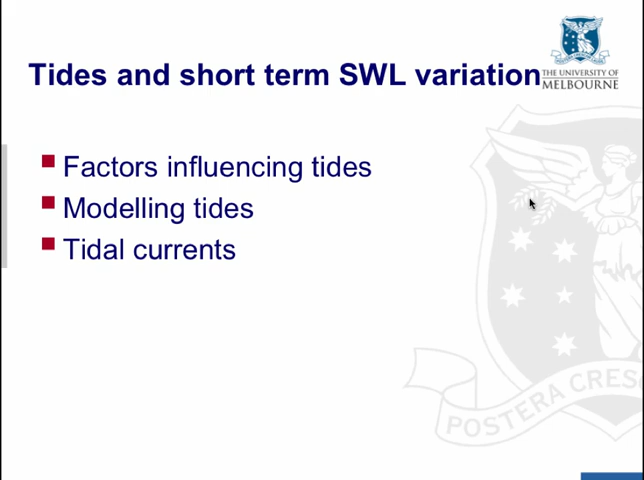 Tides and short term SWL variation
THE UNIVERSITY OF
MELBOURNE
Factors influencing tides
Modelling tides
Tidal currents
POSTERA CRES